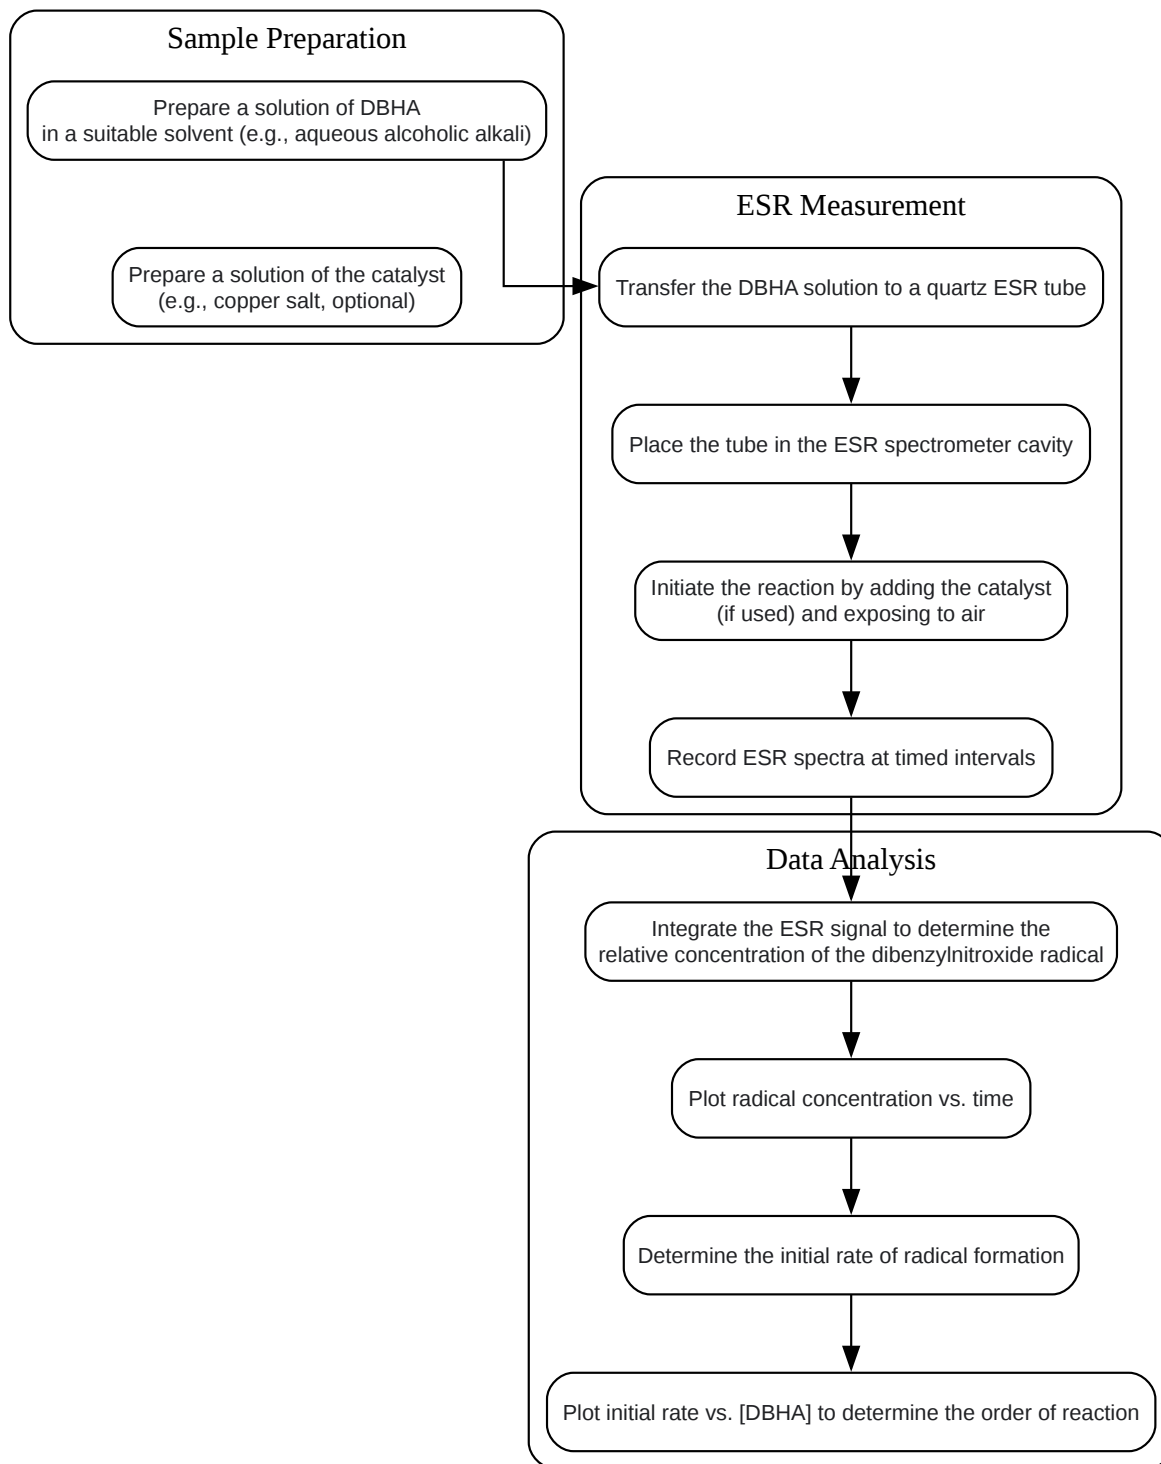 Sample Preparation
Prepare a solution of DBHA
in a suitable solvent (e.g., aqueous alcoholic alkali)
Prepare a solution of the catalyst
(e.g., copper salt, optional)
ESR Measurement
Transfer the DBHA solution to a quartz ESR tube
Place the tube in the ESR spectrometer cavity
Initiate the reaction by adding the catalyst
(if used) and exposing to air
Record ESR spectra at timed intervals
Data Analysis
Integrate the ESR signal to determine the
relative concentration of the dibenzylnitroxide radical
Plot radical concentration vs. time
Determine the initial rate of radical formation
Plot initial rate vs. [DBHA] to determine the order of reaction